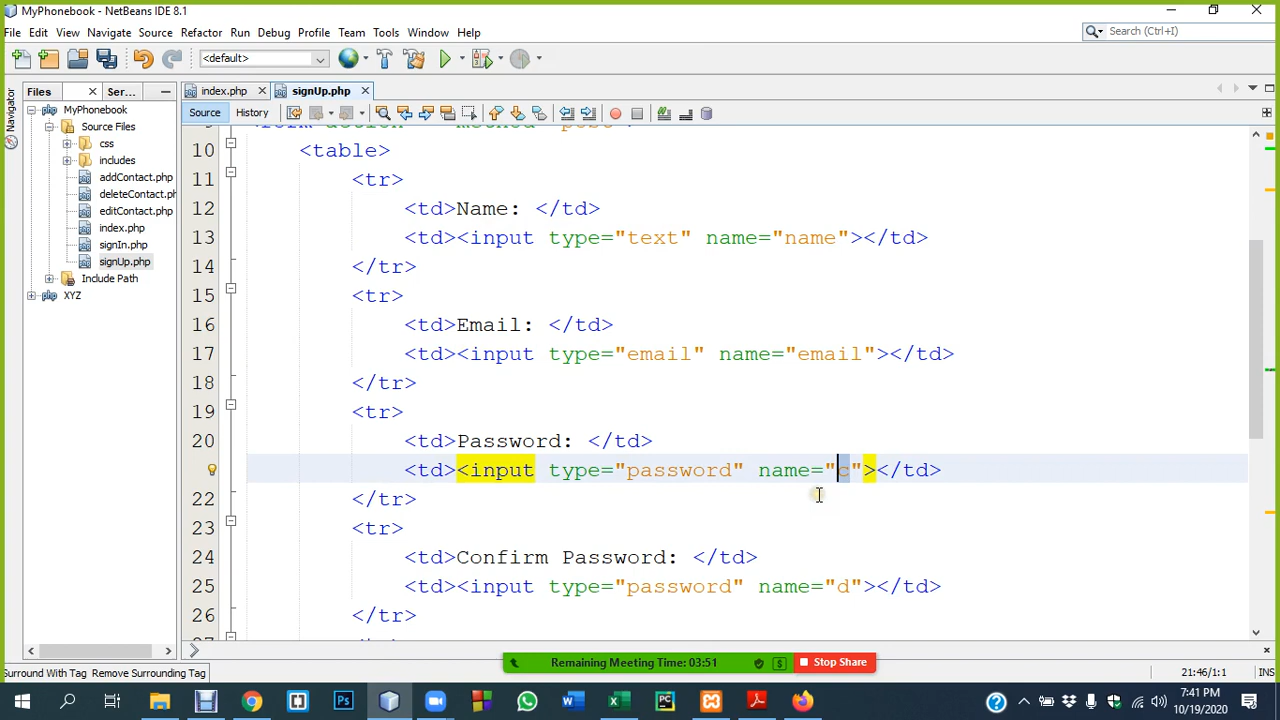 MyPhonebook - NetBeans IDE 8.1
File Edit View Navigate Source Refactor Run Debug Profile Team Tools Window Help
Search (Ctrl+I)
<default>
Files Ser...
index.php signUp.php
Navigator
Source History
MyPhonebook
Source Files
css
includes
addContact.php
deleteContact.ph
editContact.php
index.php
signIn.php
signUp.php
Include Path
XYZ
10 <table>
11 <tr>
12 <td>Name: </td>
13 <td><input type="text" name="name"></td>
14 </tr>
15 <tr>
16 <td>Email: </td>
17 <td><input type="email" name="email"></td>
18 </tr>
19 <tr>
20 <td>Password: </td>
<td><input type="password" name="c"></td>
22 </tr>
23 <tr>
24 <td>Confirm Password: </td>
25 <td><input type="password" name="d"></td>
26 </tr>
Remaining Meeting Time: 03:51 Stop Share
Surround With Tag Remove Surrounding Tag
21:46/1:1 INS
7:41 PM
10/19/2020